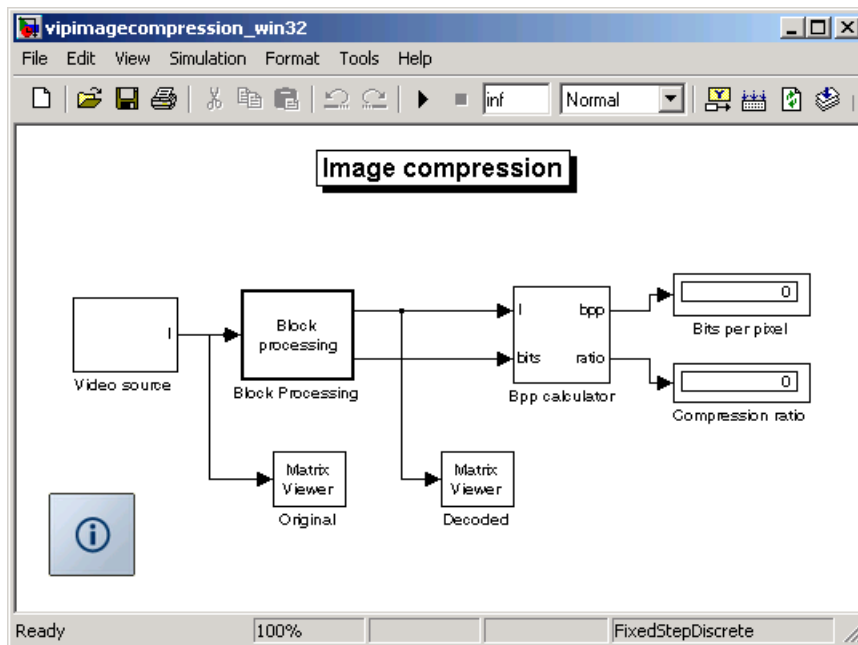 vipimagecompression_win32
File Edit View Simulation Format Tools Help
inf Normal
Image compression
I
Video source
Block
processing
Block Processing
I bpp
bits ratio
Bpp calculator
0
Bits per pixel
0
Compression ratio
Matrix
Viewer
Original
Matrix
Viewer
Decoded
i
Ready 100% FixedStepDiscrete